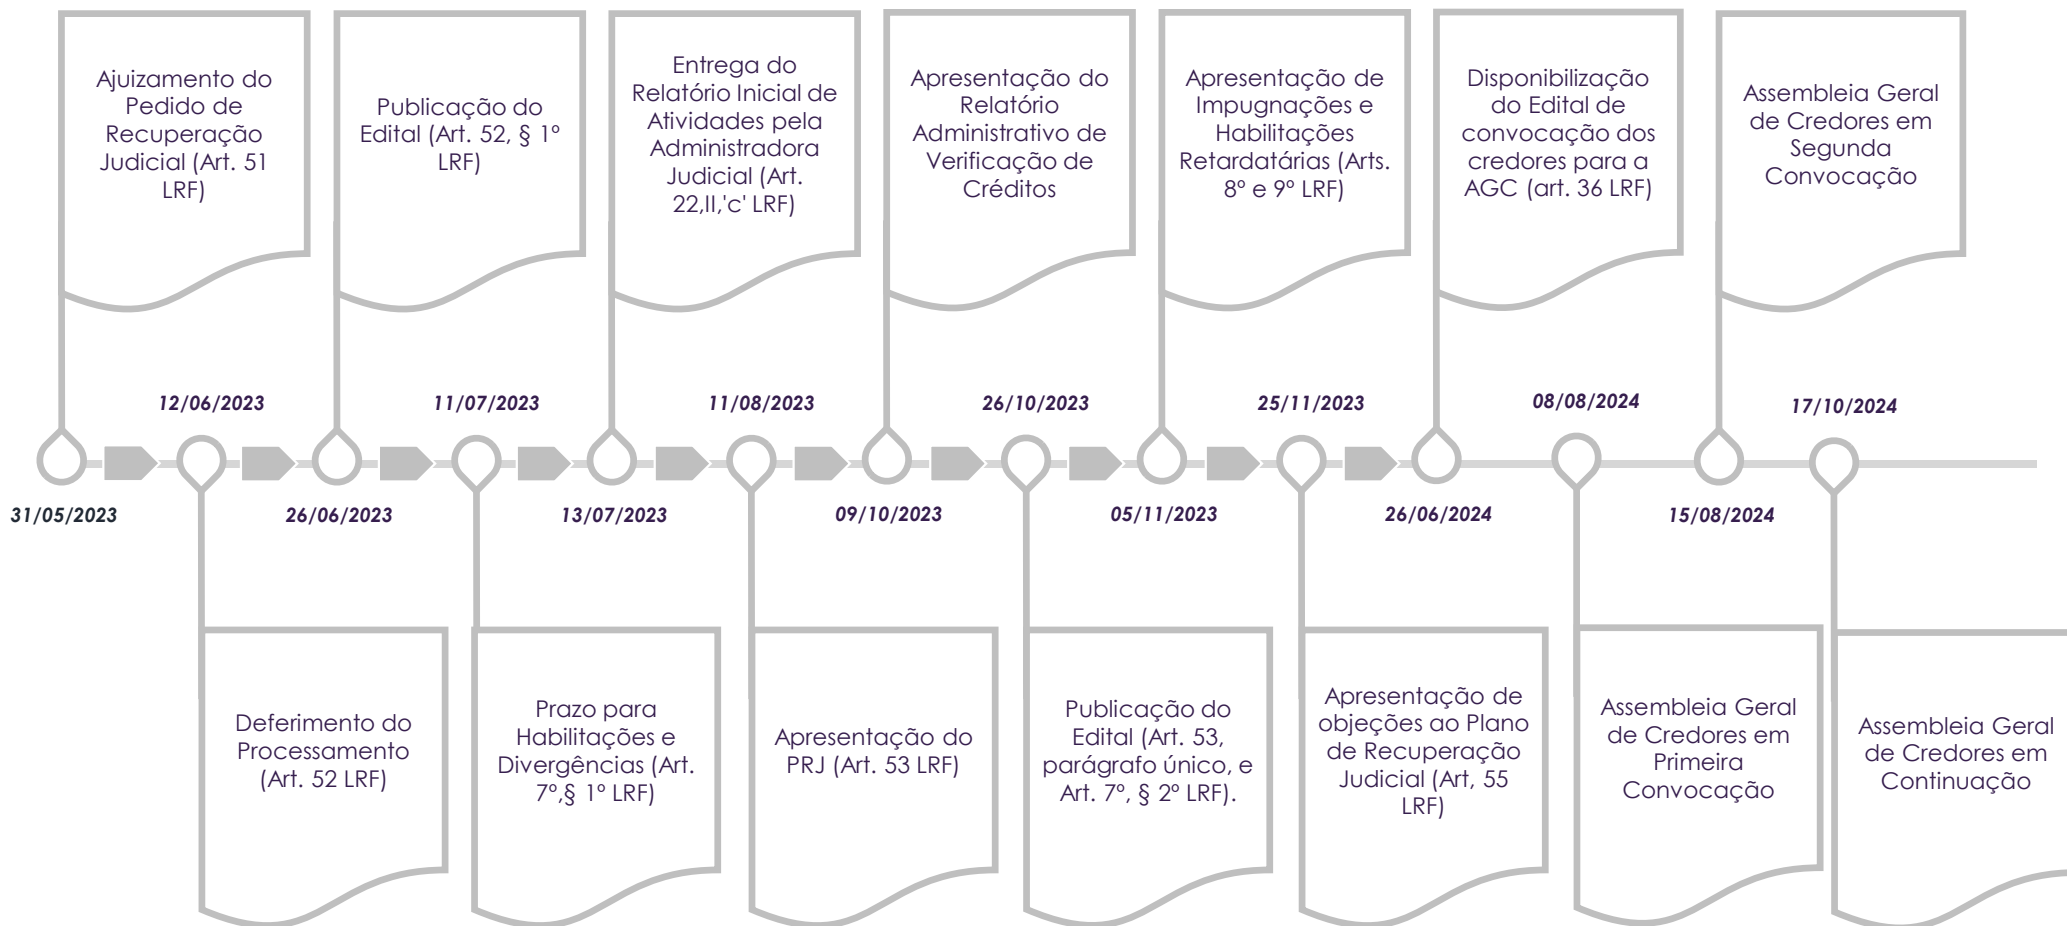 Ajuizamento do
Pedido de
Recuperação
Judicial (Art. 51
LRF)
Publicação do
Edital (Art. 52, § 1º
LRF)
Entrega do
Relatório Inicial de
Atividades pela
Administradora
Judicial (Art.
22,II,'c' LRF)
Apresentação do
Relatório
Administrativo de
Verificação de
Créditos
Apresentação de
Impugnações e
Habilitações
Retardatárias (Arts.
8º e 9º LRF)
Disponibilização
do Edital de
convocação dos
credores para a
AGC (art. 36 LRF)
Assembleia Geral
de Credores em
Segunda
Convocação
12/06/2023
11/07/2023
11/08/2023
26/10/2023
25/11/2023
08/08/2024
17/10/2024
31/05/2023
26/06/2023
13/07/2023
09/10/2023
05/11/2023
26/06/2024
15/08/2024
Deferimento do
Processamento
(Art. 52 LRF)
Prazo para
Habilitações e
Divergências (Art.
7º,§ 1º LRF)
Apresentação do
PRJ (Art. 53 LRF)
Publicação do
Edital (Art. 53,
parágrafo único, e
Art. 7º, § 2º LRF).
Apresentação de
objeções ao Plano
de Recuperação
Judicial (Art, 55
LRF)
Assembleia Geral
de Credores em
Primeira
Convocação
Assembleia Geral
de Credores em
Continuação